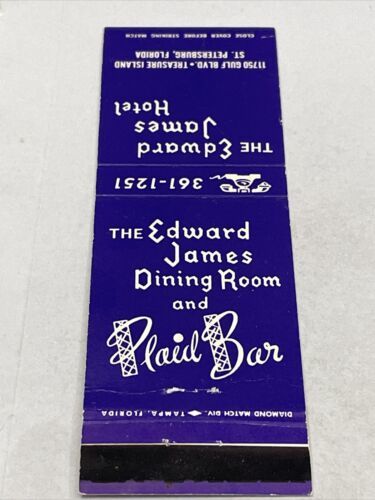 CLOSE COVER BEFORE STRIKING MATCH
11750 GULF BLVD. • TREASURE ISLAND
ST. PETERSBURG, FLORIDA
THE Edward
James
Hotel
361-1251
THE Edward
James
Dining Room
and
Plaid Bar
DIAMOND MATCH DIV. TAMPA, FLORIDA